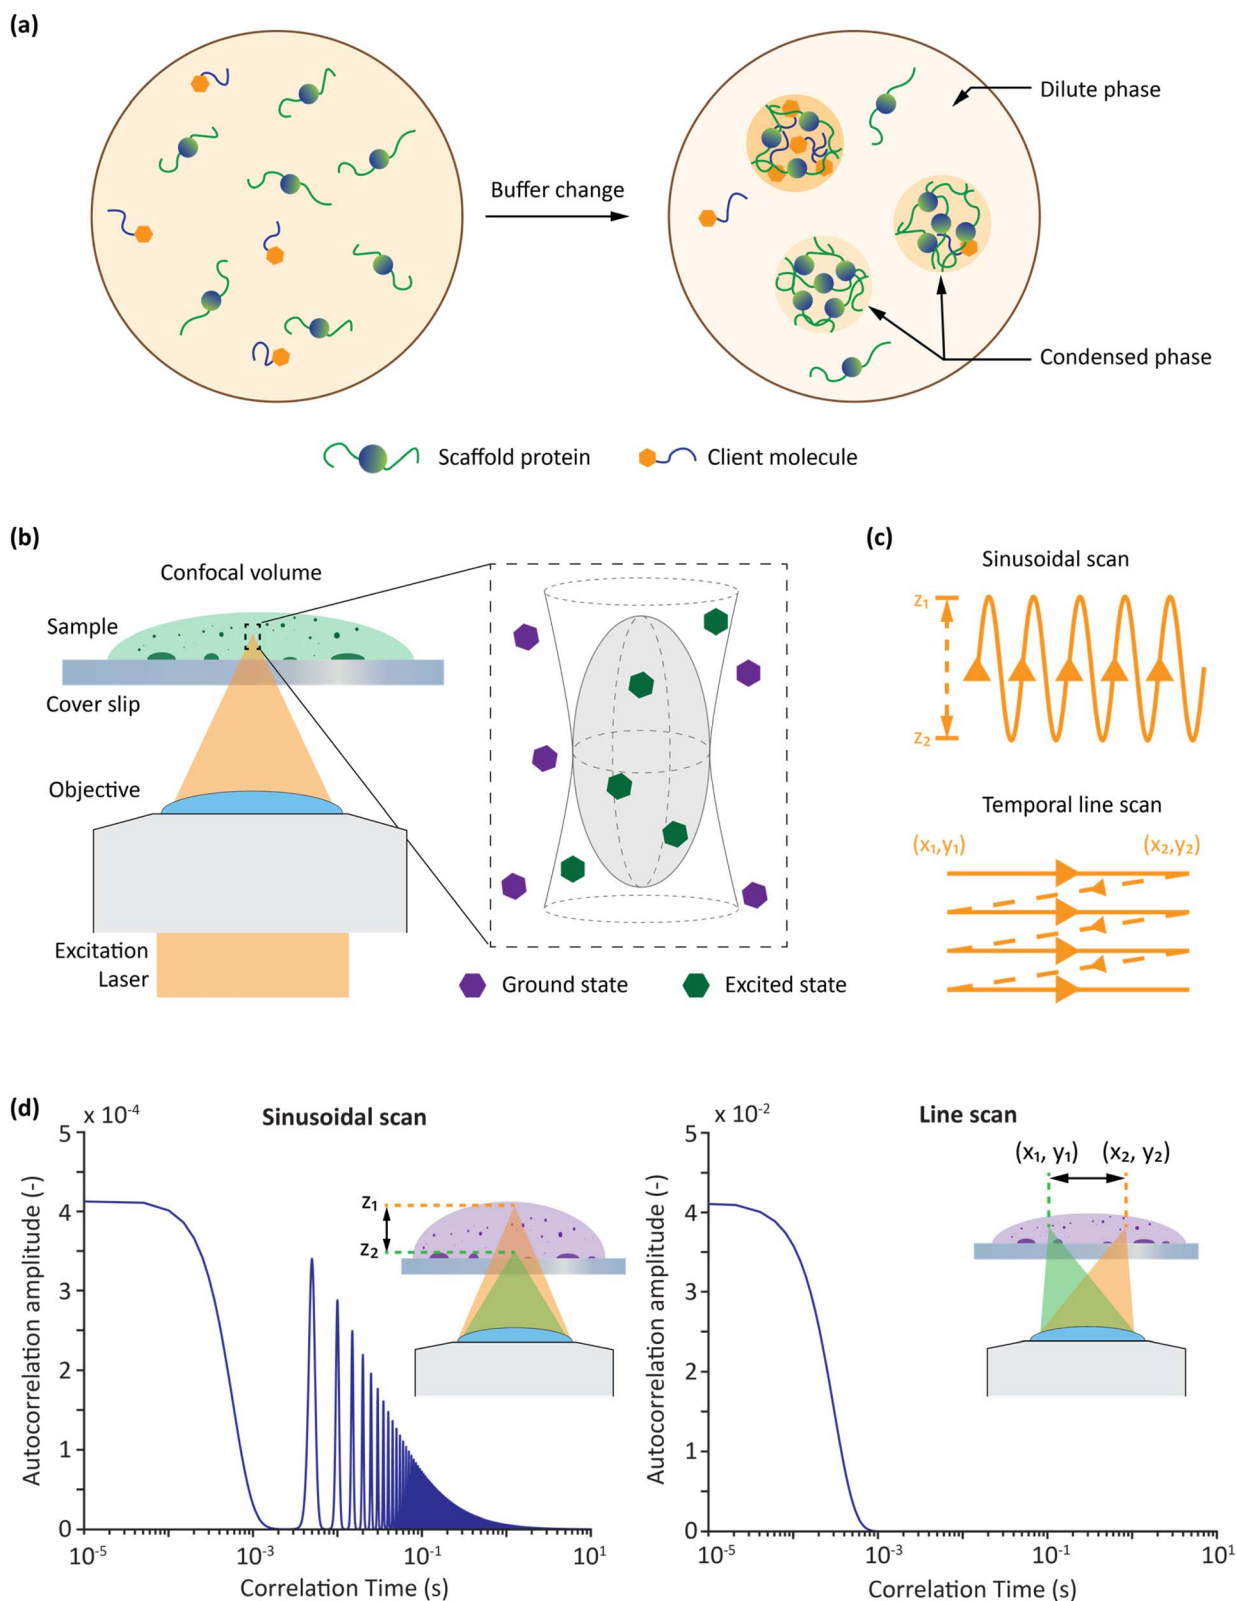 (a)
Dilute phase
Buffer change
Condensed phase
Scaffold protein
Client molecule
(b)
Confocal volume
Sample
Cover slip
Objective
Excitation
Laser
Ground state
Excited state
(c)
Sinusoidal scan
z₁
z₂
Temporal line scan
(x₁,y₁)
(x₂,y₂)
(d)
x 10⁻⁴
Sinusoidal scan
5
4
3
2
1
0
Autocorrelation amplitude (-)
z₁
z₂
10⁻⁵
10⁻³
10⁻¹
10¹
Correlation Time (s)
x 10⁻²
Line scan
(x₁, y₁)
(x₂, y₂)
5
4
3
2
1
0
Autocorrelation amplitude (-)
10⁻⁵
10⁻³
10⁻¹
10¹
Correlation Time (s)